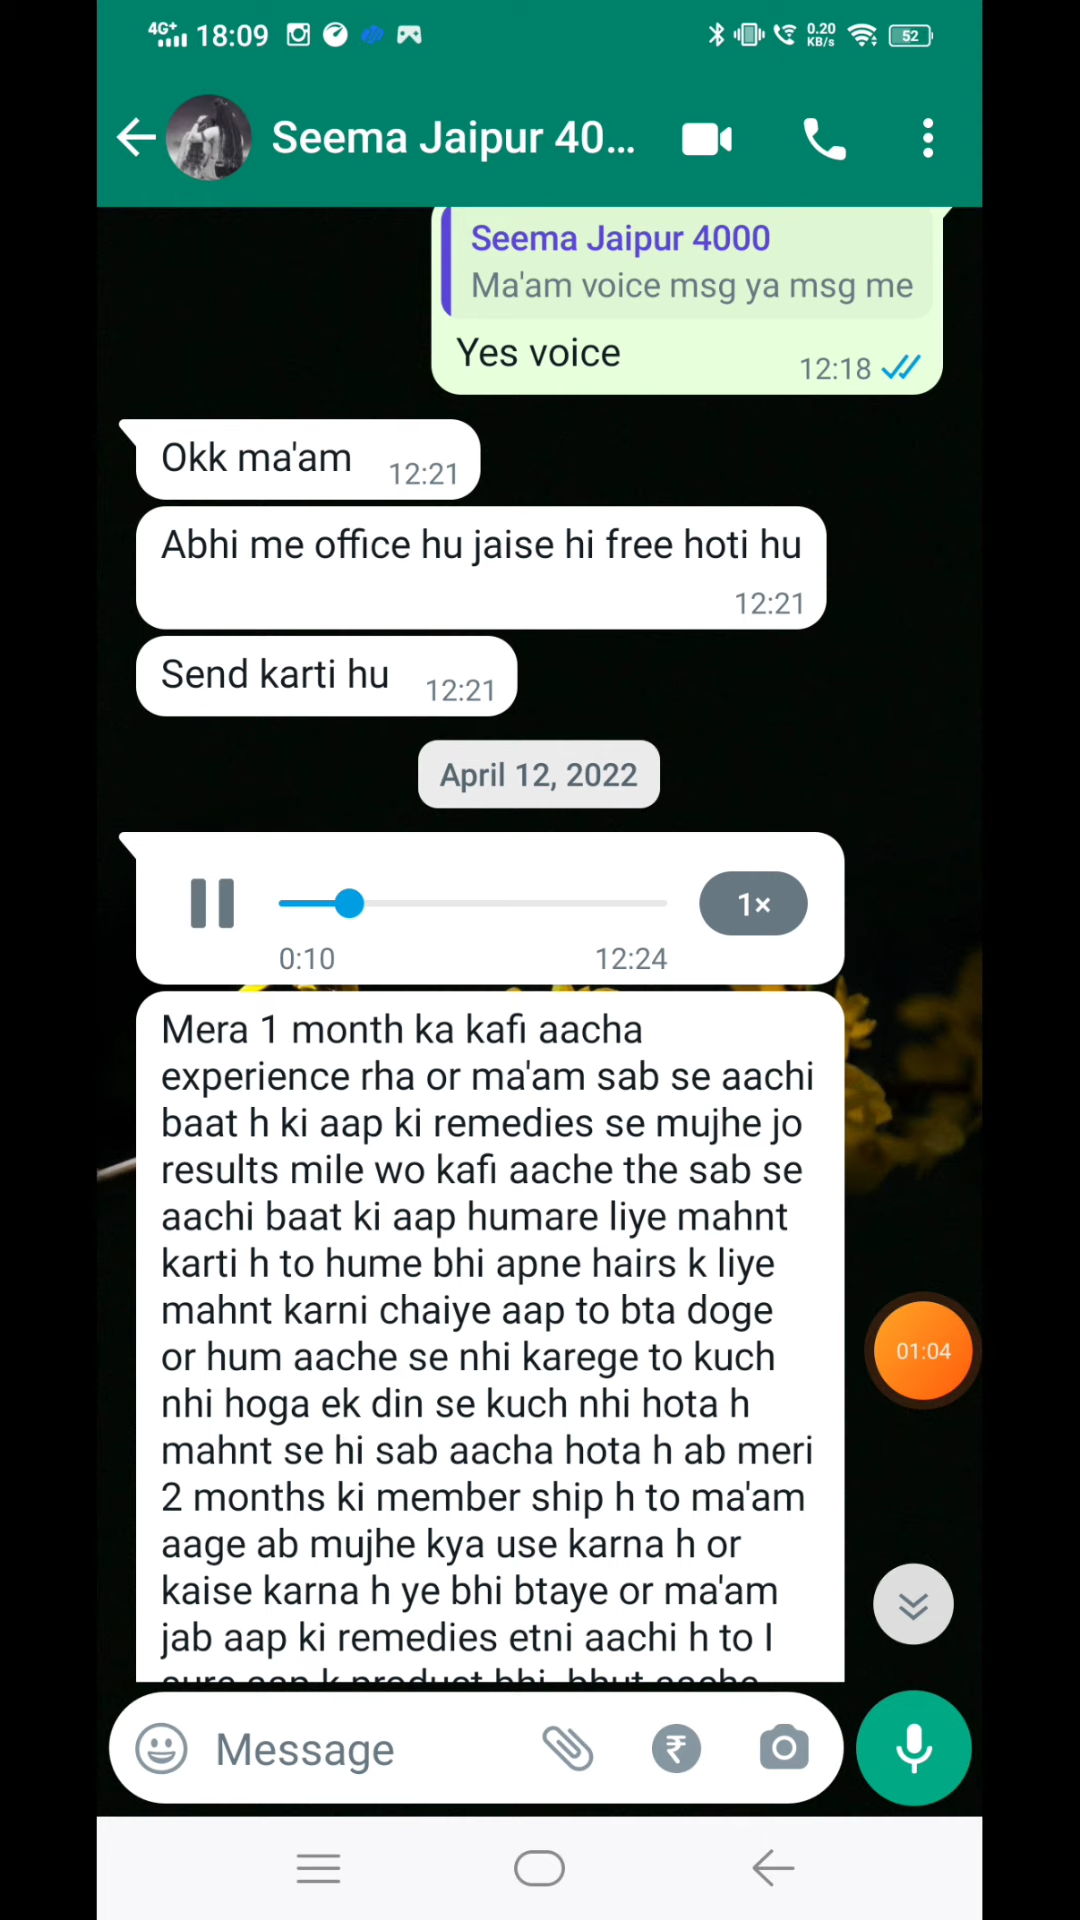 4G+ 18:09 0.20 KB/s 52
Seema Jaipur 40...
Seema Jaipur 4000
Ma'am voice msg ya msg me
Yes voice
12:18
Okk ma'am
12:21
Abhi me office hu jaise hi free hoti hu
12:21
Send karti hu
12:21
April 12, 2022
1×
0:10 12:24
Mera 1 month ka kafi aacha
experience rha or ma'am sab se aachi
baat h ki aap ki remedies se mujhe jo
results mile wo kafi aache the sab se
aachi baat ki aap humare liye mahnt
karti h to hume bhi apne hairs k liye
mahnt karni chaiye aap to bta doge
or hum aache se nhi karege to kuch
nhi hoga ek din se kuch nhi hota h
mahnt se hi sab aacha hota h ab meri
2 months ki member ship h to ma'am
aage ab mujhe kya use karna h or
kaise karna h ye bhi btaye or ma'am
jab aap ki remedies etni aachi h to I
sure aap k product bhi bhut aache
01:04
Message